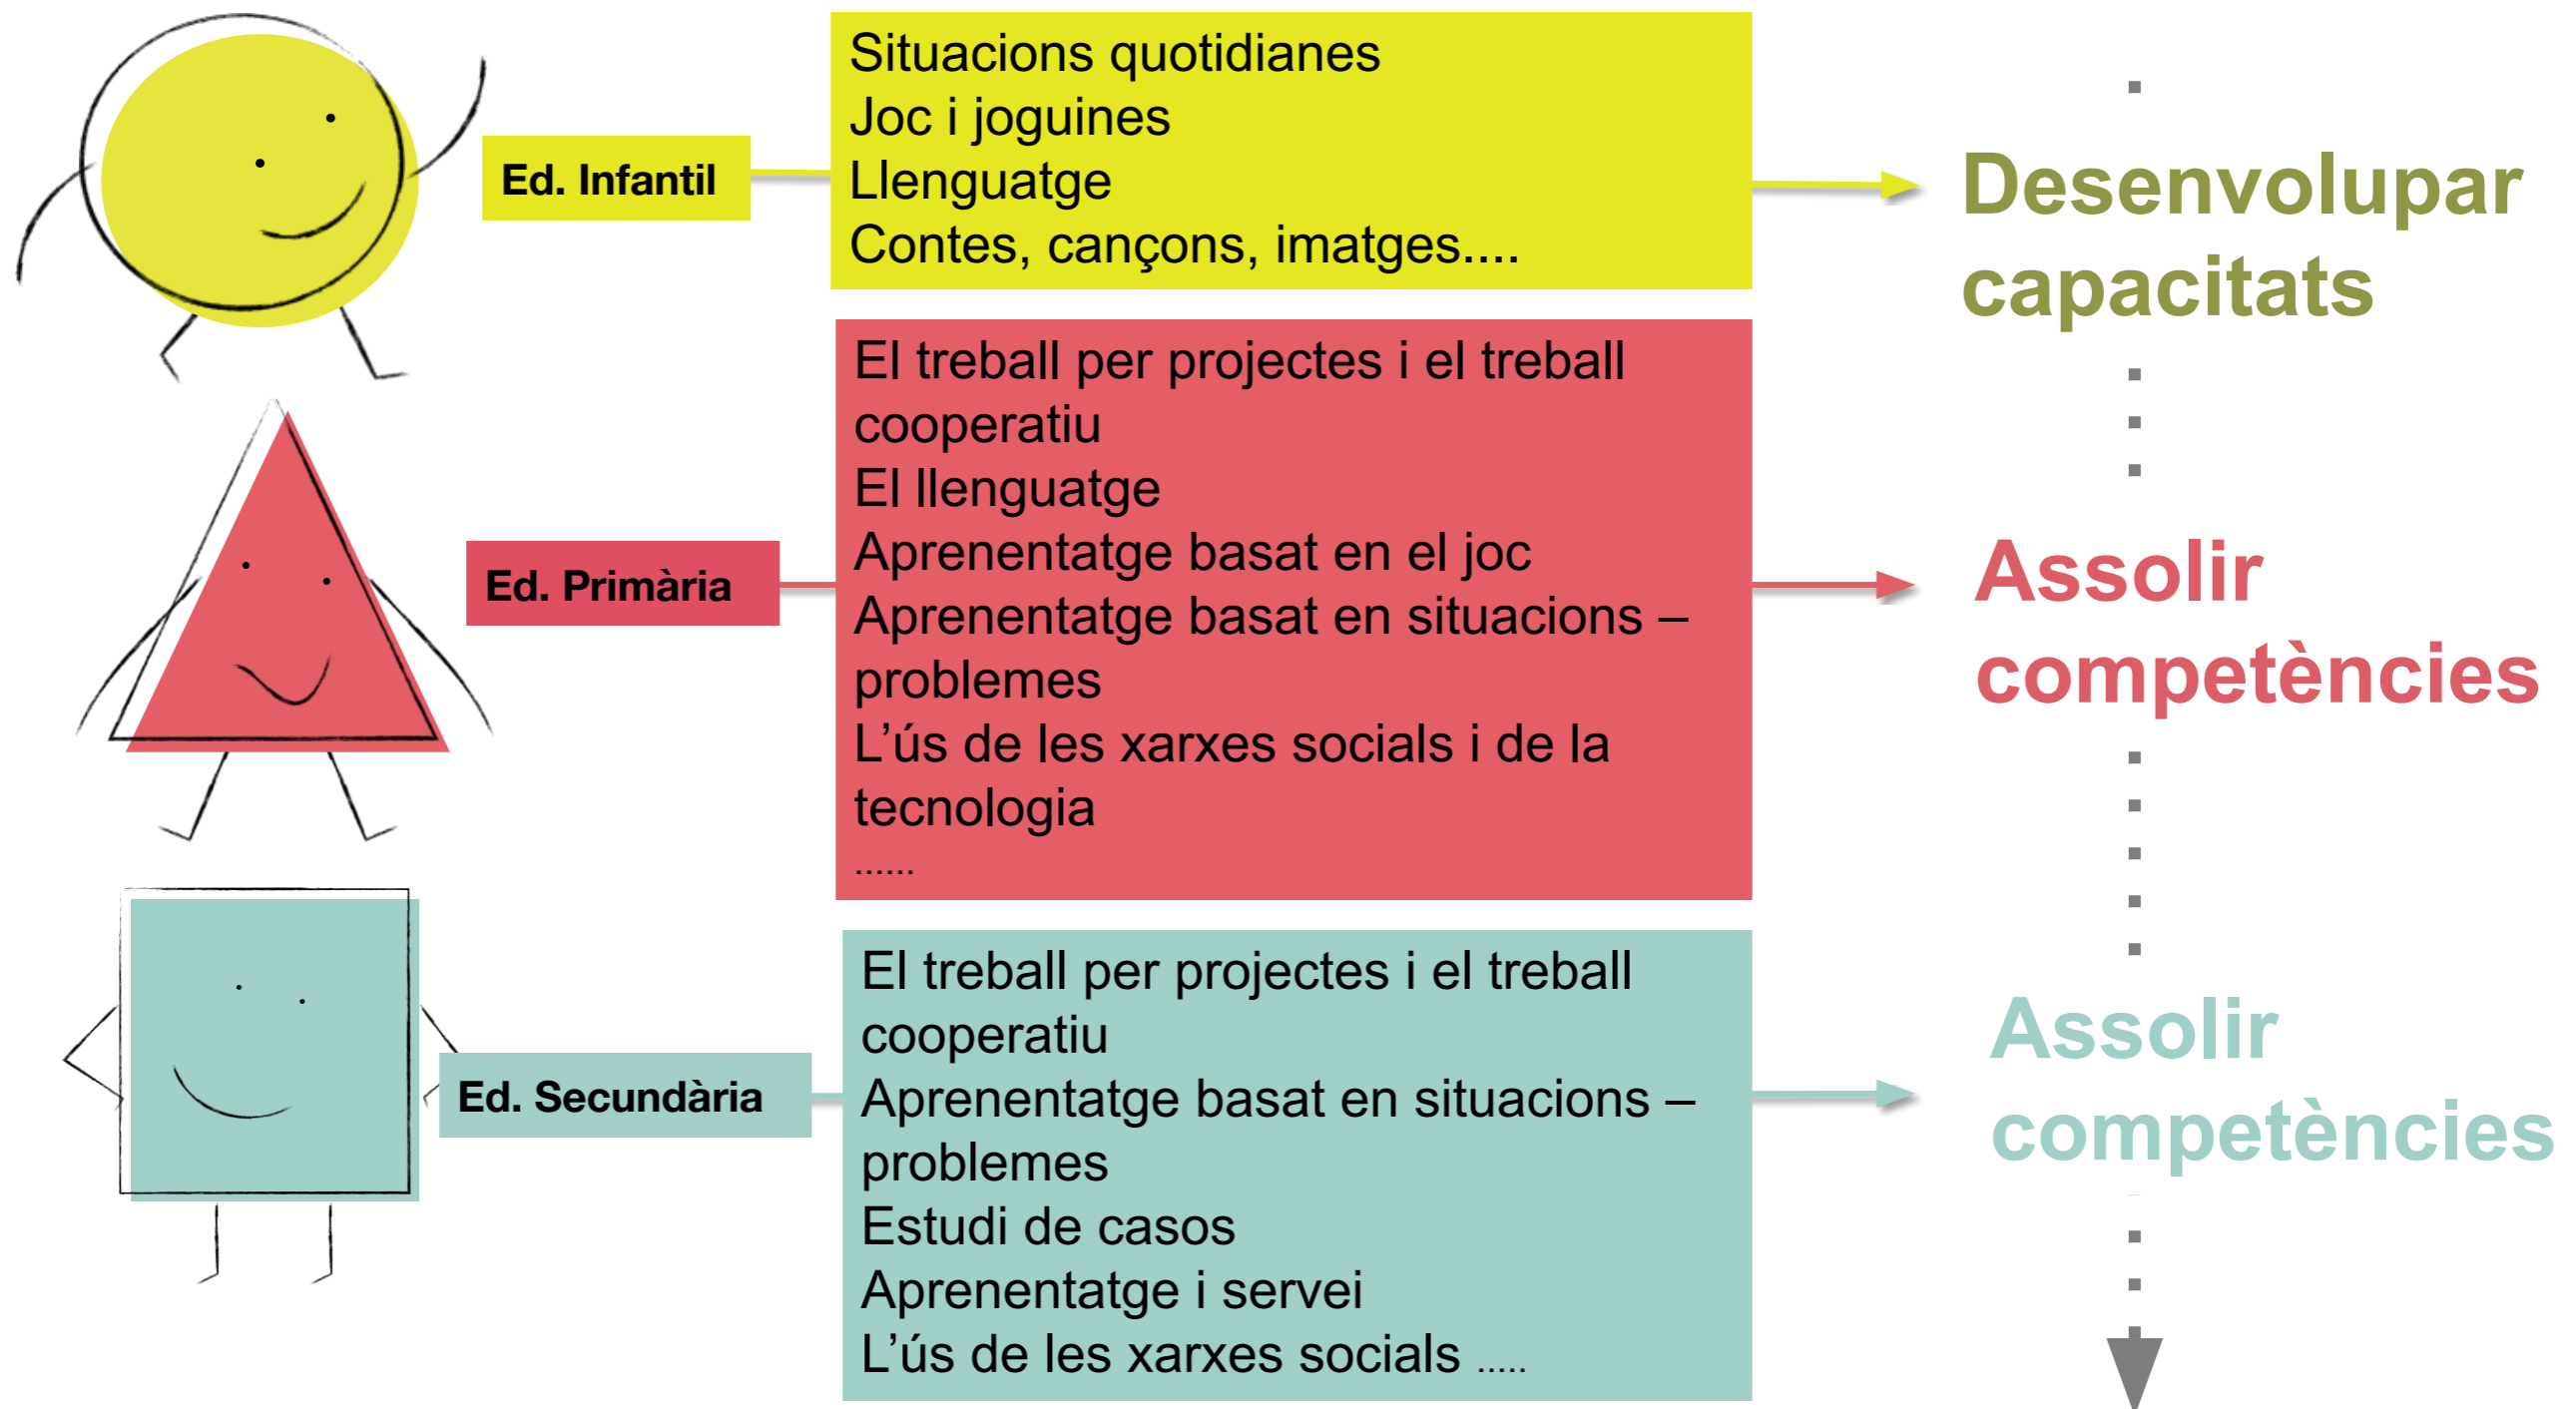 Ed. Infantil
Situacions quotidianes
Joc i joguines
Llenguatge
Contes, cançons, imatges....
Desenvolupar
capacitats
Ed. Primària
El treball per projectes i el treball
cooperatiu
El llenguatge
Aprenentatge basat en el joc
Aprenentatge basat en situacions –
problemes
L’ús de les xarxes socials i de la
tecnologia
......
Assolir
competències
Ed. Secundària
El treball per projectes i el treball
cooperatiu
Aprenentatge basat en situacions –
problemes
Estudi de casos
Aprenentatge i servei
L’ús de les xarxes socials .....
Assolir
competències